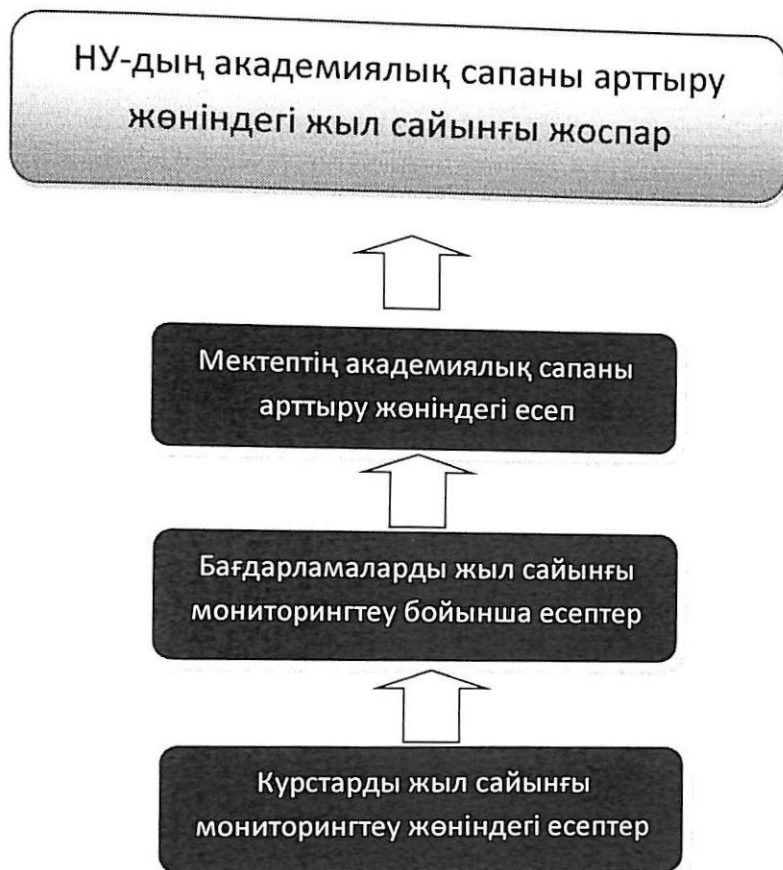 НУ-дың академиялық сапаны арттыру
жөніндегі жыл сайынғы жоспар
Мектептің академиялық сапаны
арттыру жөніндегі есеп
Бағдарламаларды жыл сайынғы
мониторингтеу бойынша есептер
Курстарды жыл сайынғы
мониторингтеу жөніндегі есептер